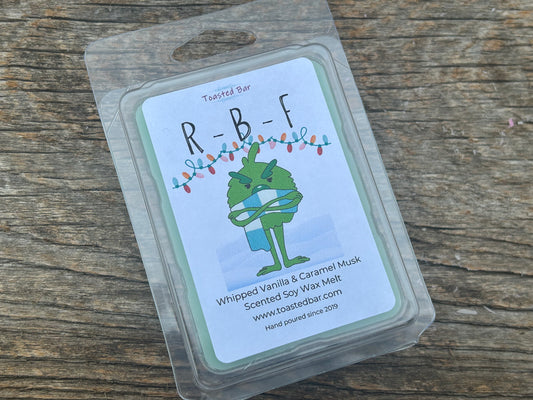 Toasted Bar
R-B-F
Whipped Vanilla & Caramel Musk
Scented Soy Wax Melt
www.toastedbar.com
Hand poured since 2019